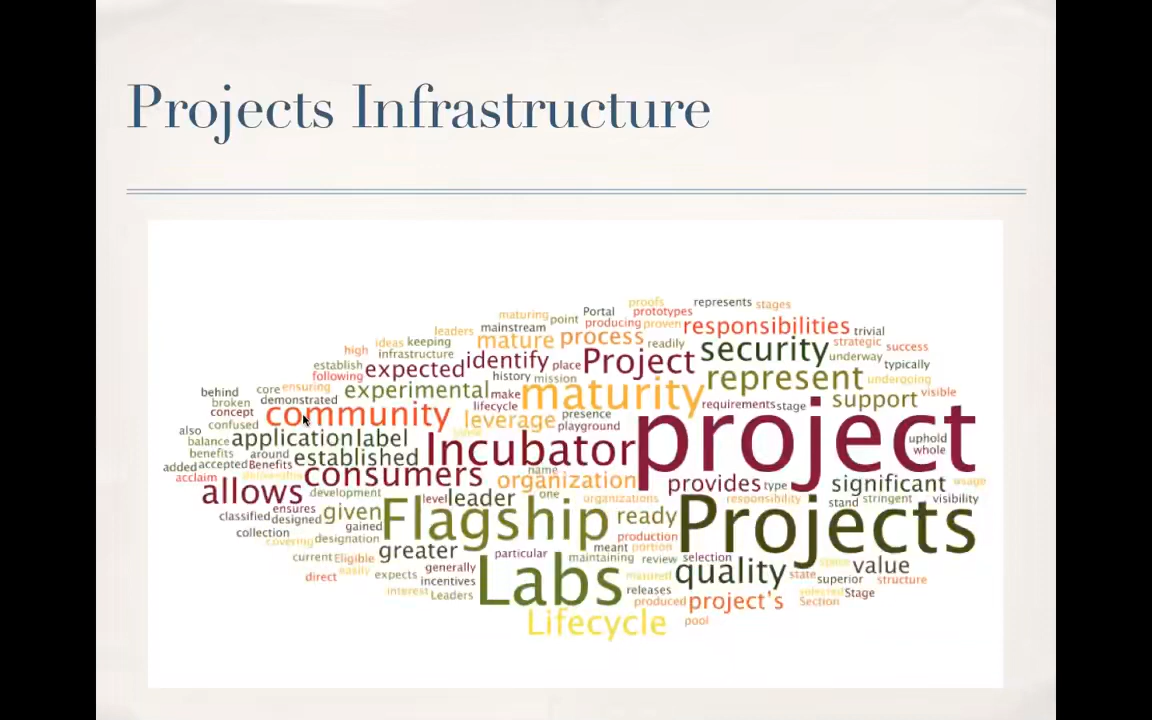 Projects Infrastructure
proofs represents stages
maturing point Portal prototypes
leaders mainstream producing proven responsibilities trivial
ideas keeping mature process readily security strategic success
high infrastructure identify place Project underway typically
establish expected history mission represent undergoing
following experimental make maturity support visible
behind core ensuring
broken demonstrated lifecycle requirements stage
concept community leverage presence project
confused playground
also application label Incubator uphold
balance whole
benefits around established
added accepted Benefits consumers name organization provides type significant usage
acclaim
allows development level leader one organizations responsibility stand stringent visibility
ensures given Flagship ready Projects
classified designed gained
collection covering designation production
current Eligible greater particular meant portion
generally maintaining review selection
direct easily expects incentives Labs matured quality state superior value structure
interest Leaders releases selected Stage
produced project's Section
Lifecycle pool